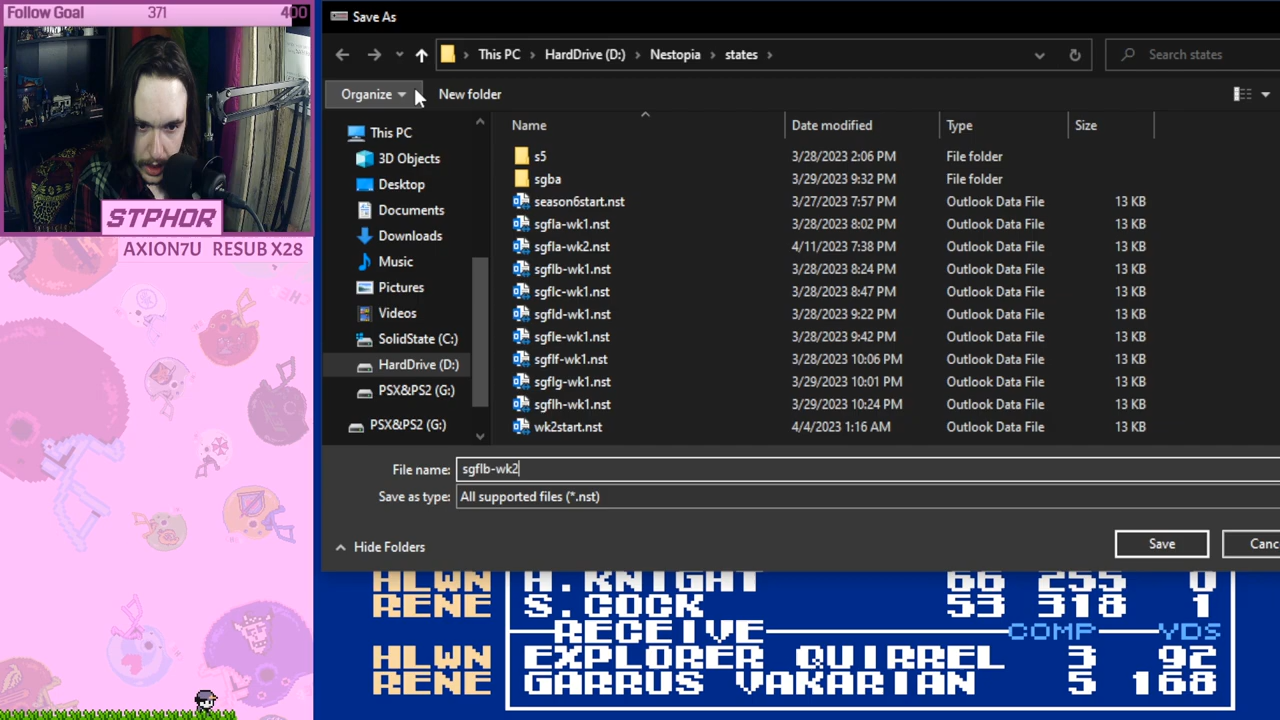 Follow Goal 371 400
STPHOR
AXION7U RESUB X28
Save As
This PC HardDrive (D:) Nestopia states
Search states
Organize
New folder
This PC
3D Objects
Desktop
Documents
Downloads
Music
Pictures
Videos
SolidState (C:)
HardDrive (D:)
PSX&PS2 (G:)
PSX&PS2 (G:)
Name Date modified Type Size
s5 3/28/2023 2:06 PM File folder
sgba 3/29/2023 9:32 PM File folder
season6start.nst 3/27/2023 7:57 PM Outlook Data File 13 KB
sgfla-wk1.nst 3/28/2023 8:02 PM Outlook Data File 13 KB
sgfla-wk2.nst 4/11/2023 7:38 PM Outlook Data File 13 KB
sgflb-wk1.nst 3/28/2023 8:24 PM Outlook Data File 13 KB
sgflc-wk1.nst 3/28/2023 8:47 PM Outlook Data File 13 KB
sgfld-wk1.nst 3/28/2023 9:22 PM Outlook Data File 13 KB
sgfle-wk1.nst 3/28/2023 9:42 PM Outlook Data File 13 KB
sgflf-wk1.nst 3/28/2023 10:06 PM Outlook Data File 13 KB
sgflg-wk1.nst 3/29/2023 10:01 PM Outlook Data File 13 KB
sgflh-wk1.nst 3/29/2023 10:24 PM Outlook Data File 13 KB
wk2start.nst 4/4/2023 1:16 AM Outlook Data File 13 KB
File name: sgflb-wk2
Save as type: All supported files (*.nst)
Hide Folders
Save
Canc
HLWN H.KNIGHT 66 255 0
RENE S.COCK 53 318 1
RECEIVE COMP YDS
HLWN EXPLORER QUIRREL 3 92
RENE GARRUS VAKARIAN 5 168